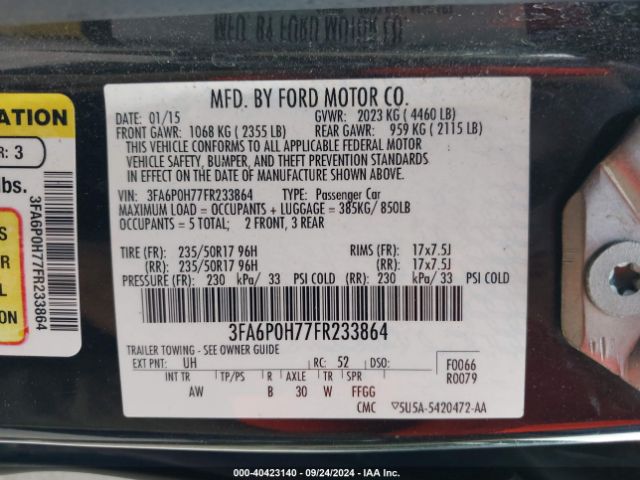 MFD. BY FORD MOTOR CO.
MFD. BY FORD MOTOR CO.
DATE: 01/15 GVWR: 2023 KG ( 4460 LB)
FRONT GAWR: 1068 KG ( 2355 LB) REAR GAWR: 959 KG ( 2115 LB)
THIS VEHICLE CONFORMS TO ALL APPLICABLE FEDERAL MOTOR
VEHICLE SAFETY, BUMPER, AND THEFT PREVENTION STANDARDS
IN EFFECT ON THE DATE OF MANUFACTURE SHOWN ABOVE.
VIN: 3FA6P0H77FR233864 TYPE: Passenger Car
MAXIMUM LOAD = OCCUPANTS + LUGGAGE = 385KG/ 850LB
OCCUPANTS = 5 TOTAL; 2 FRONT, 3 REAR
TIRE (FR): 235/50R17 96H RIMS (FR): 17x7.5J
(RR): 235/50R17 96H (RR): 17x7.5J
PRESSURE (FR): 230 kPa/ 33 PSI COLD (RR): 230 kPa/ 33 PSI COLD
3FA6P0H77FR233864
TRAILER TOWING - SEE OWNER GUIDE
EXT PNT: UH RC: 52 DSO: F0066
R0079
INT TR TP/PS R AXLE TR SPR
AW B 30 W FFGG
CMC ▽5U5A-5420472-AA
ATION
R: 3
lbs.
3FA6P0H77FR233864
S
R
L
ION
000-40423140 - 09/24/2024 - IAA Inc.